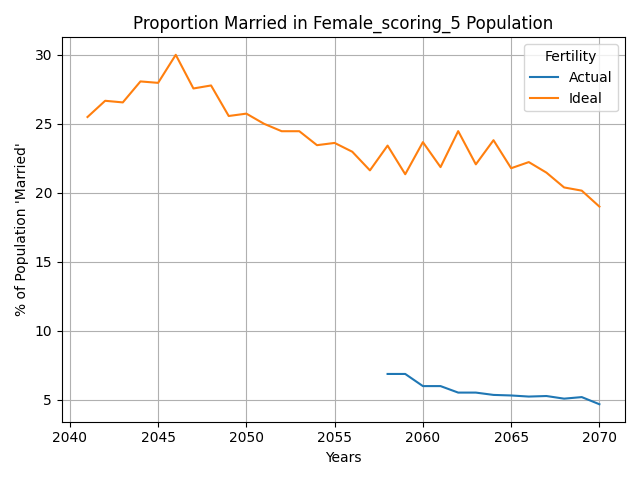 Proportion Married in Female_scoring_5 Population
Fertility
Actual
Ideal
% of Population 'Married'
30
25
20
15
10
5
2040 2045 2050 2055 2060 2065 2070
Years